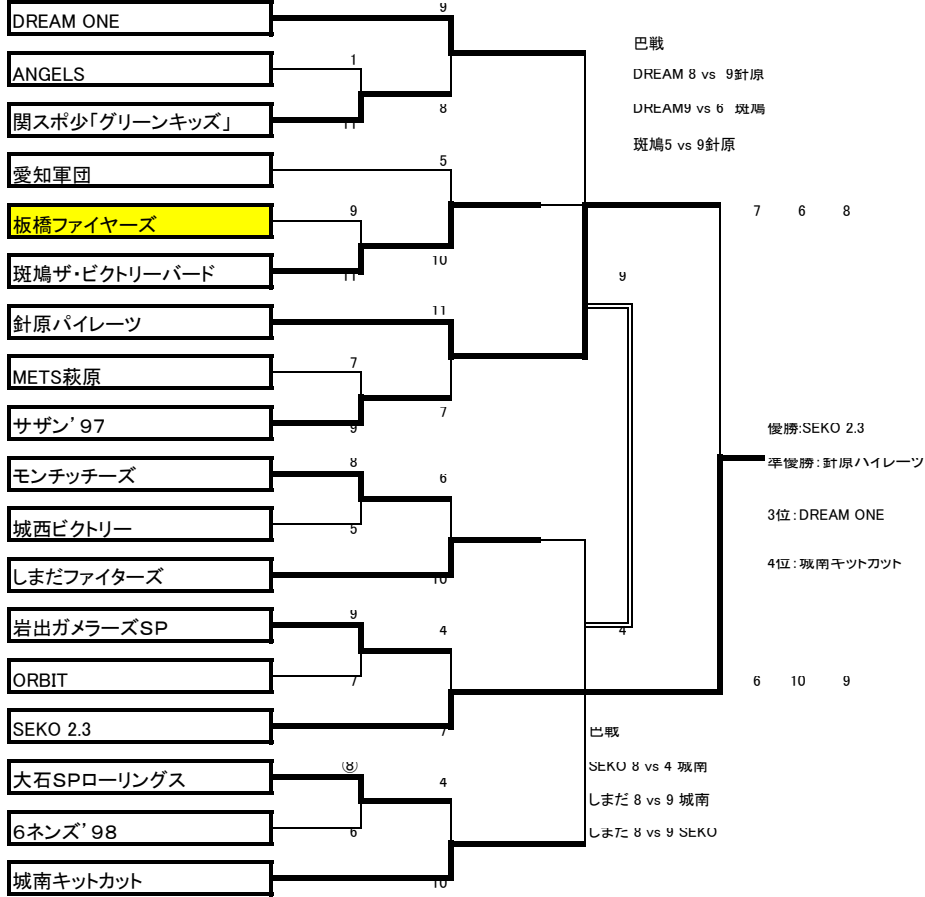 DREAM ONE
ANGELS
関スポ少「グリーンキッズ」
愛知軍団
板橋ファイヤーズ
斑鳩ザ・ビクトリーバード
針原パイレーツ
METS萩原
サザン’97
モンチッチーズ
城西ビクトリー
しまだファイターズ
岩出ガメラーズSP
ORBIT
SEKO 2.3
大石SPローリングス
6ネンズ’98
城南キットカット
1
11
9
11
7
9
8
5
9
7
⑧
6
9
8
5
10
11
7
6
10
4
7
4
10
巴戦
DREAM 8 vs 9針原
DREAM9 vs 6 斑鳩
斑鳩5 vs 9針原
9
4
巴戦
SEKO 8 vs 4 城南
しまだ 8 vs 9 城南
しまだ 8 vs 9 SEKO
7 6 8
6 10 9
優勝:SEKO 2.3
準優勝:針原パイレーツ
3位:DREAM ONE
4位:城南キットカット